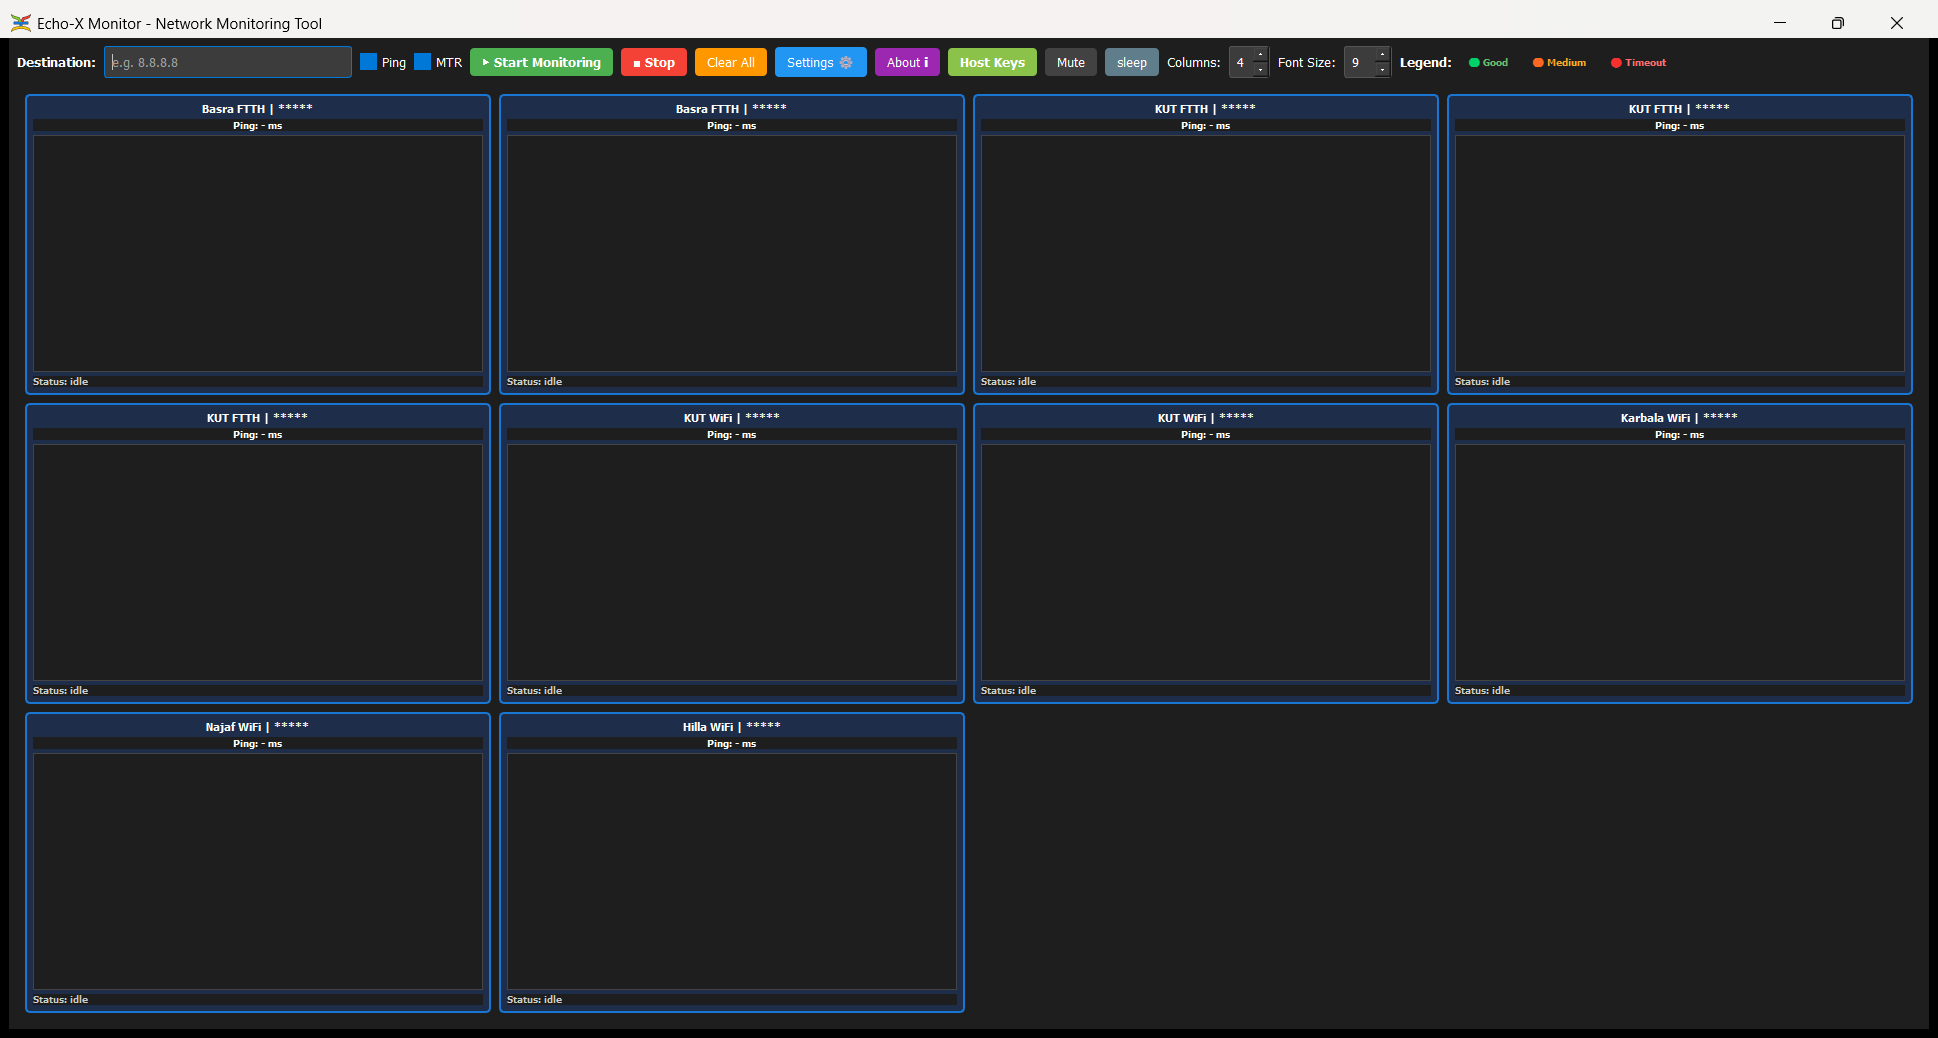 Echo-X Monitor - Network Monitoring Tool
Destination: e.g. 8.8.8.8 Ping MTR Start Monitoring Stop Clear All Settings About i Host Keys Mute sleep Columns: 4 Font Size: 9 Legend: Good Medium Timeout
Basra FTTH | *****
Ping: - ms
Status: idle
Basra FTTH | *****
Ping: - ms
Status: idle
KUT FTTH | *****
Ping: - ms
Status: idle
KUT FTTH | *****
Ping: - ms
Status: idle
KUT FTTH | *****
Ping: - ms
Status: idle
KUT WiFi | *****
Ping: - ms
Status: idle
KUT WiFi | *****
Ping: - ms
Status: idle
Karbala WiFi | *****
Ping: - ms
Status: idle
Najaf WiFi | *****
Ping: - ms
Status: idle
Hilla WiFi | *****
Ping: - ms
Status: idle